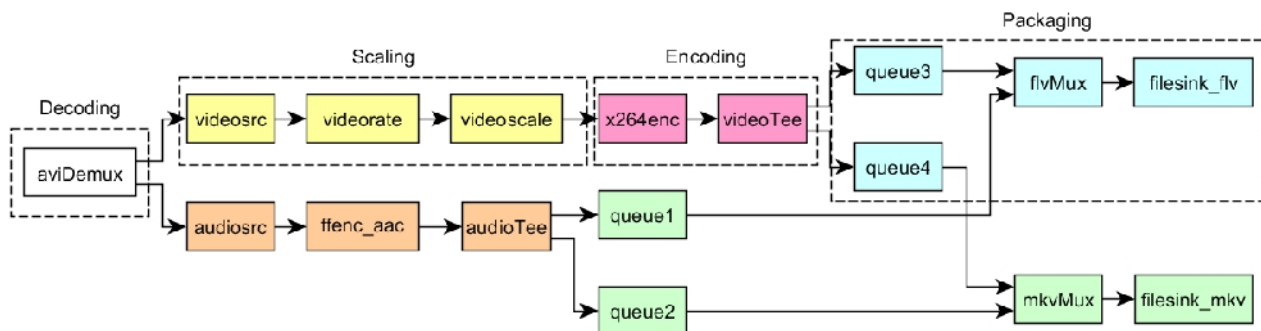 Packaging
Scaling
Encoding
Decoding
queue3
flvMux
filesink_flv
videosrc
videorate
videoscale
x264enc
videoTee
aviDemux
queue4
audiosrc
ffenc_aac
audioTee
queue1
queue2
mkvMux
filesink_mkv